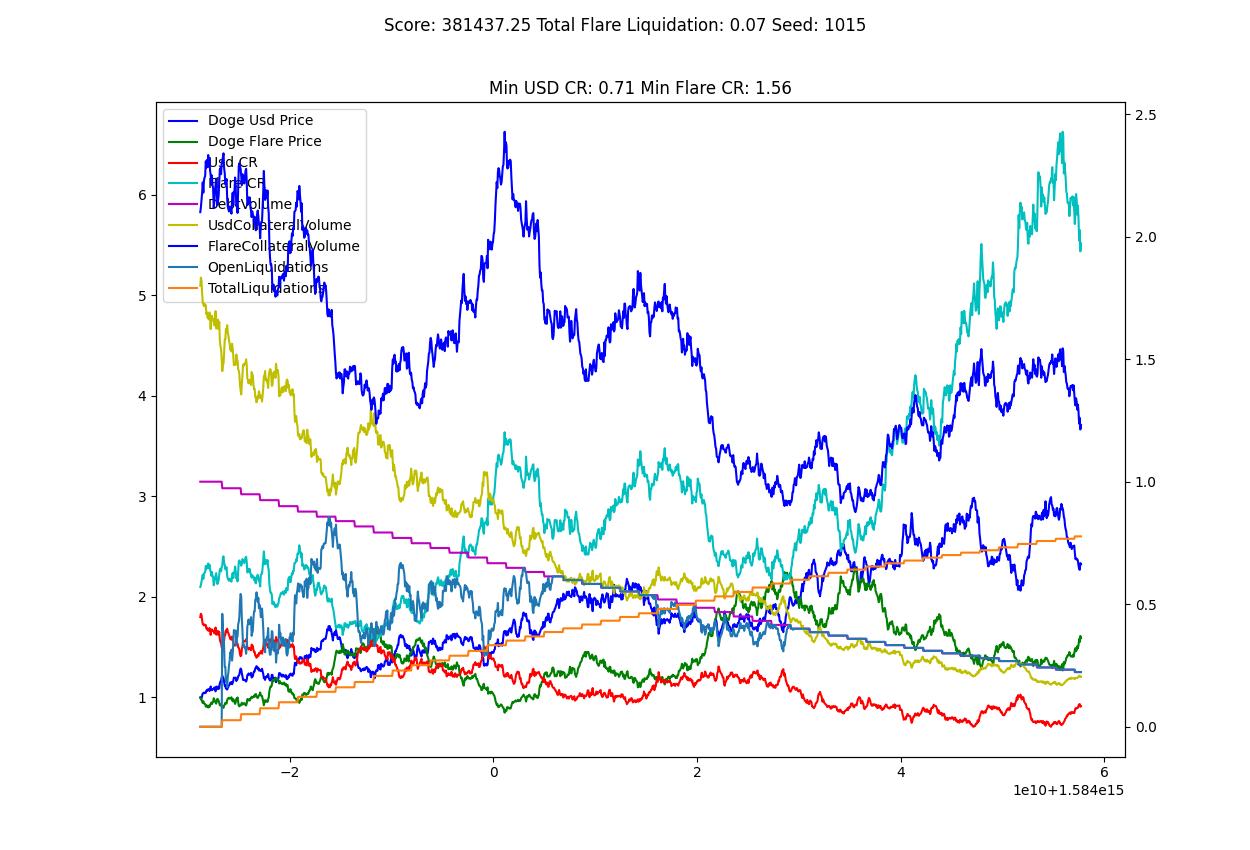 Score: 381437.25 Total Flare Liquidation: 0.07 Seed: 1015
Min USD CR: 0.71 Min Flare CR: 1.56
Doge Usd Price
Doge Flare Price
Usd CR
Flare CR
DebtVolume
UsdCollateralVolume
FlareCollateralVolume
OpenLiquidations
TotalLiquidations
6
5
4
3
2
1
2.5
2.0
1.5
1.0
0.5
0.0
−2
0
2
4
6
1e10+1.584e15